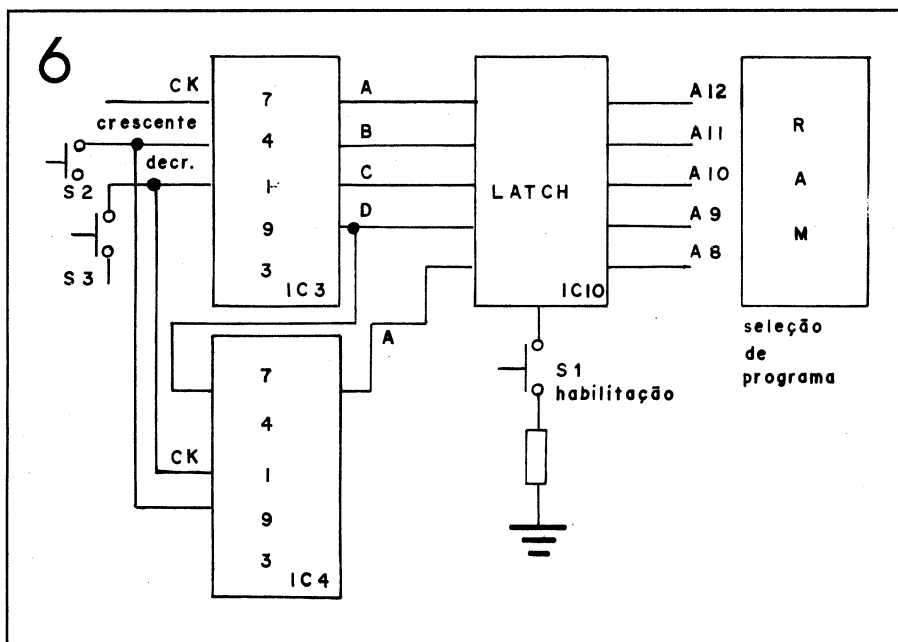 6
CK
crescente
decr.
S2
S3
7
4
1
9
3
IC3
A
B
C
D
LATCH
IC10
A12
A11
A10
A9
A8
R
A
M
seleção
de
programa
A
S1
habilitação
CK
7
4
1
9
3
IC4